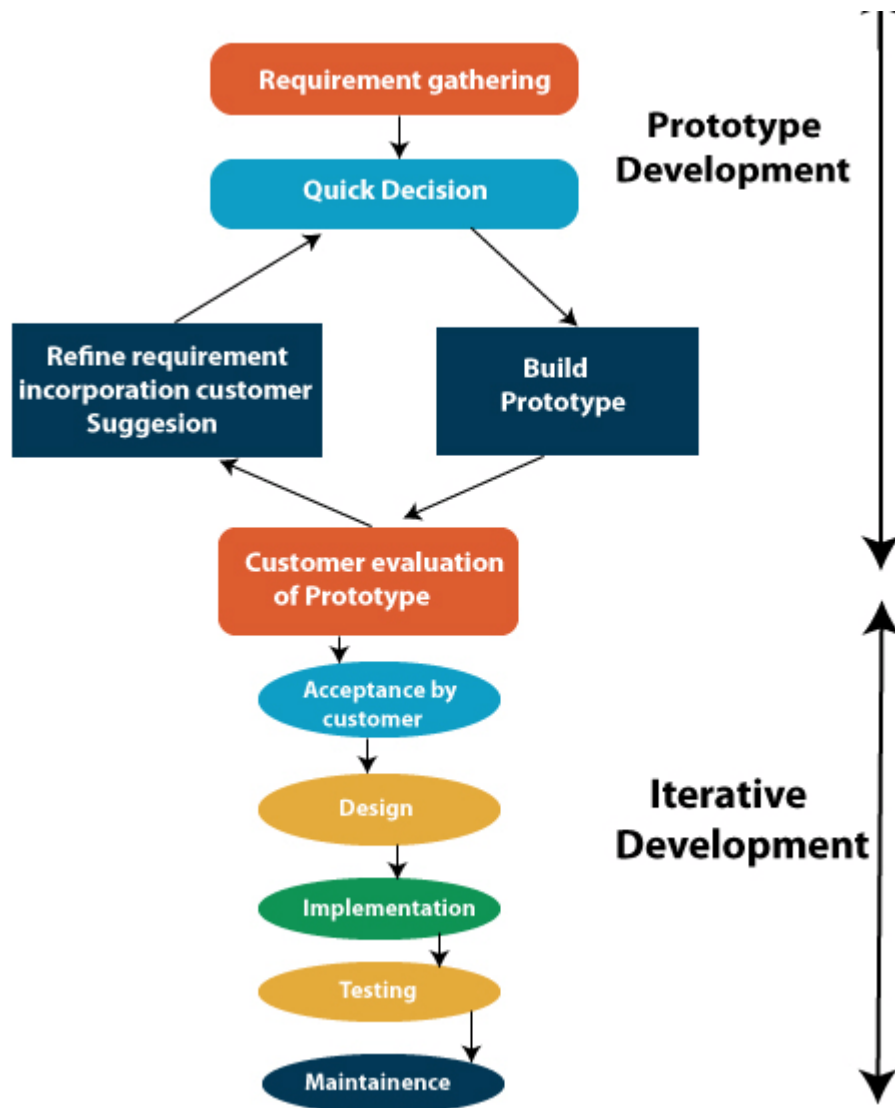 Requirement gathering
Prototype
Development
Quick Decision
Refine requirement
incorporation customer
Suggesion
Build
Prototype
Customer evaluation
of Prototype
Acceptance by
customer
Design
Iterative
Development
Implementation
Testing
Maintainence